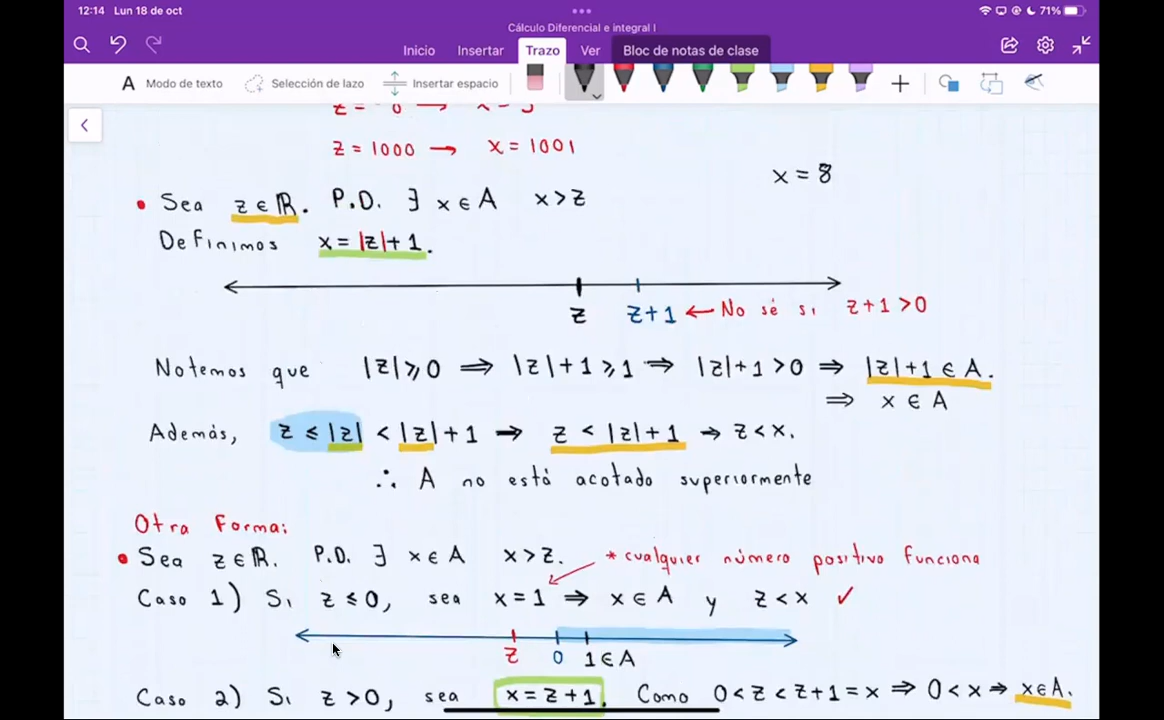 12:14 Lun 18 de oct 71%
Cálculo Diferencial e integral I
Inicio Insertar Trazo Ver Bloc de notas de clase
A Modo de texto Selección de lazo Insertar espacio
z = 1000 → x = 1001
x = 8
• Sea z ∈ ℝ. P.D. ∃ x ∈ A x > z
Definimos x = |z| + 1.
z z+1 ← No sé si z+1 > 0
Notemos que |z| ⩾ 0 ⟹ |z| + 1 ⩾ 1 ⟹ |z| + 1 > 0 ⟹ |z| + 1 ∈ A.
⟹ x ∈ A
Además, z ≤ |z| < |z| + 1 → z < |z| + 1 → z < x.
∴ A no está acotado superiormente
Otra Forma:
• Sea z ∈ ℝ. P.D. ∃ x ∈ A x > z. * cualquier número positivo funciona
Caso 1) Si z ≤ 0, sea x = 1 ⟹ x ∈ A y z < x ✓
z 0 1 ∈ A
Caso 2) Si z > 0, sea x = z + 1. Como 0 < z < z + 1 = x ⟹ 0 < x ⟹ x ∈ A.